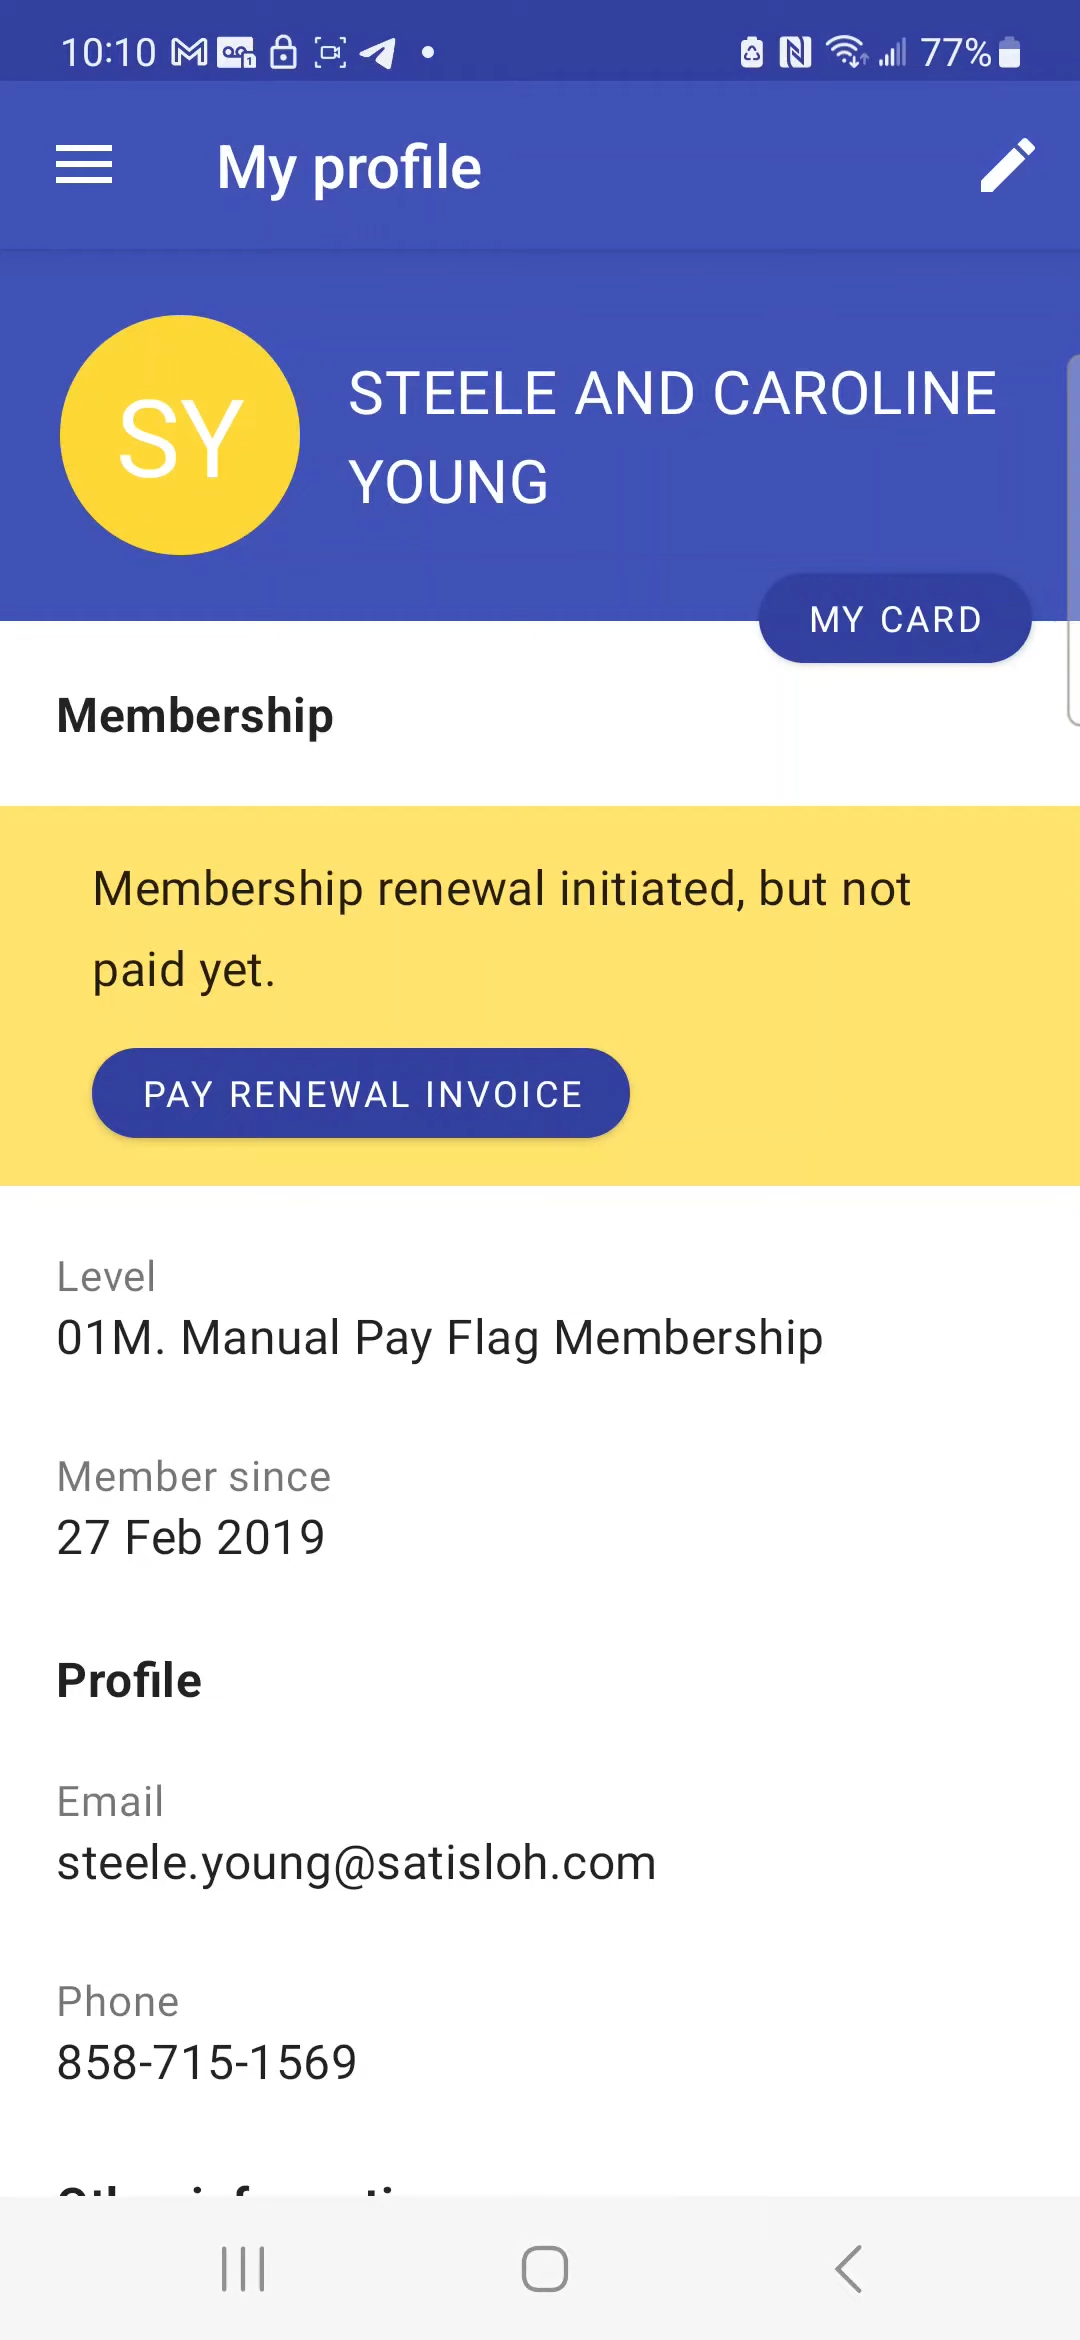 10:10 77%
My profile
SY
STEELE AND CAROLINE
YOUNG
MY CARD
Membership
Membership renewal initiated, but not
paid yet.
PAY RENEWAL INVOICE
Level
01M. Manual Pay Flag Membership
Member since
27 Feb 2019
Profile
Email
steele.young@satisloh.com
Phone
858-715-1569